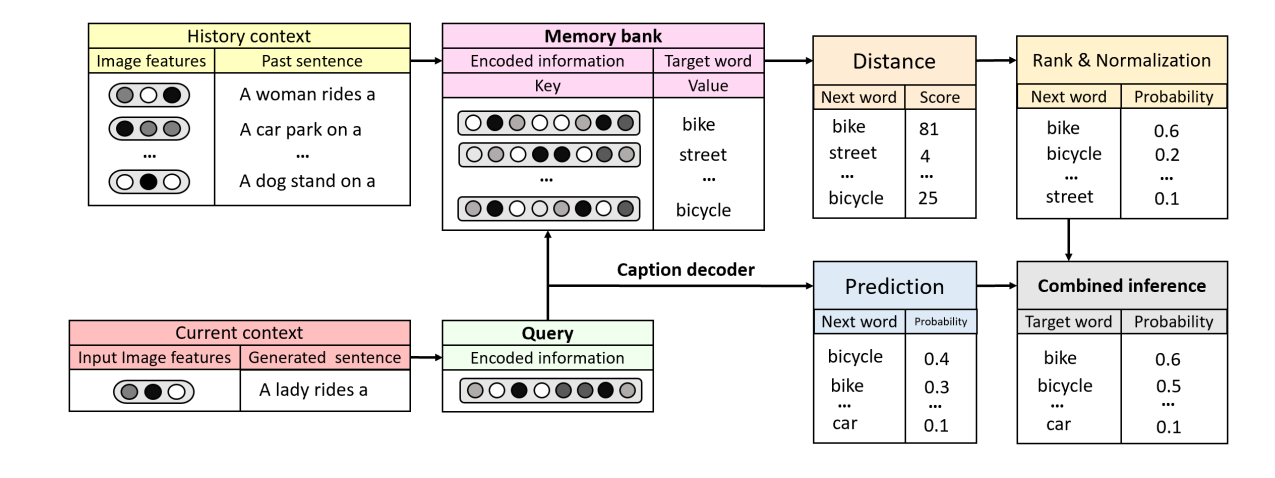 History context
Image features Past sentence
A woman rides a
A car park on a
... ...
A dog stand on a
Memory bank
Encoded information Target word
Key Value
bike
street
... ...
bicycle
Distance
Next word Score
bike 81
street 4
... ...
bicycle 25
Rank & Normalization
Next word Probability
bike 0.6
bicycle 0.2
... ...
street 0.1
Caption decoder
Current context
Input Image features Generated sentence
A lady rides a
Query
Encoded information
Prediction
Next word Probability
bicycle 0.4
bike 0.3
... ...
car 0.1
Combined inference
Target word Probability
bike 0.6
bicycle 0.5
... ...
car 0.1